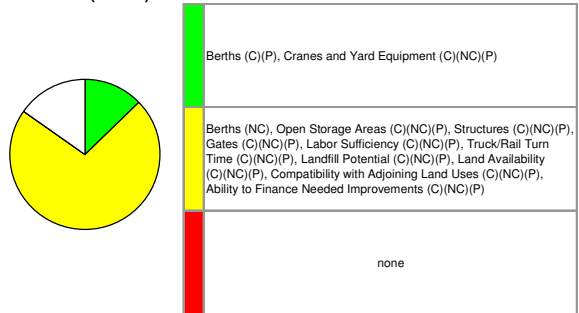 Berths (C)(P), Cranes and Yard Equipment (C)(NC)(P)
Berths (NC), Open Storage Areas (C)(NC)(P), Structures (C)(NC)(P),
Gates (C)(NC)(P), Labor Sufficiency (C)(NC)(P), Truck/Rail Turn
Time (C)(NC)(P), Landfill Potential (C)(NC)(P), Land Availability
(C)(NC)(P), Compatibility with Adjoining Land Uses (C)(NC)(P),
Ability to Finance Needed Improvements (C)(NC)(P)
none